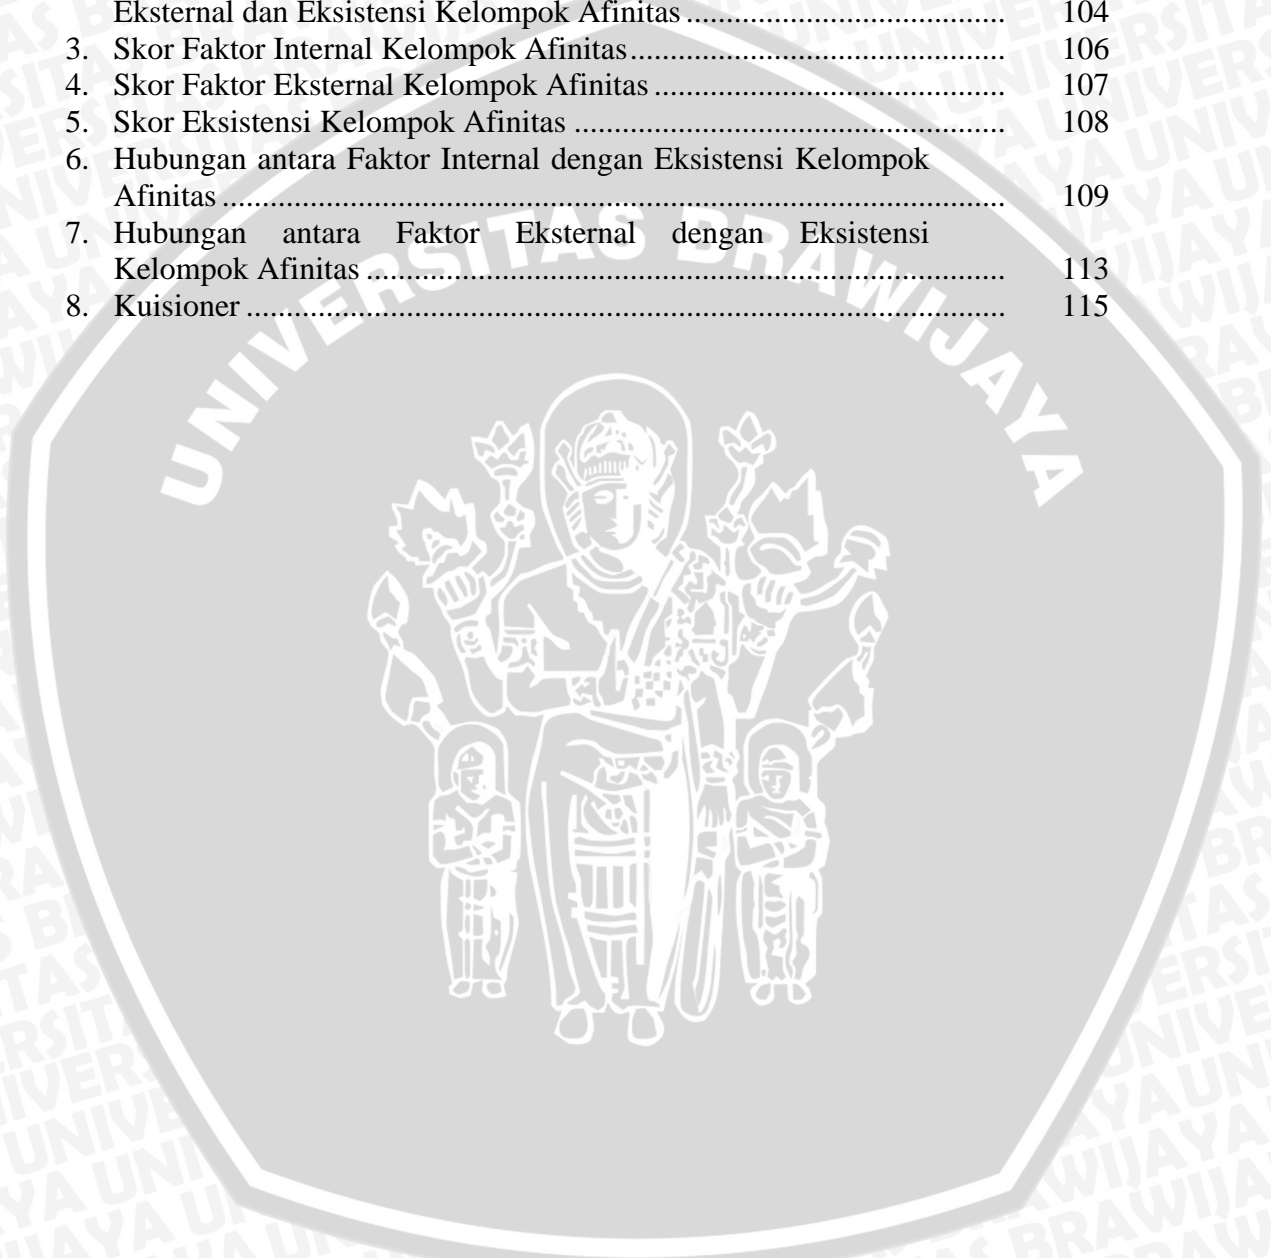 Eksternal dan Eksistensi Kelompok Afinitas ........................................ 104
3. Skor Faktor Internal Kelompok Afinitas............................................... 106
4. Skor Faktor Eksternal Kelompok Afinitas ............................................ 107
5. Skor Eksistensi Kelompok Afinitas ...................................................... 108
6. Hubungan antara Faktor Internal dengan Eksistensi Kelompok
Afinitas .................................................................................................. 109
7. Hubungan antara Faktor Eksternal dengan Eksistensi
Kelompok Afinitas ................................................................................ 113
8. Kuisioner ............................................................................................... 115
UNIVERSITAS BRAWIJAYA